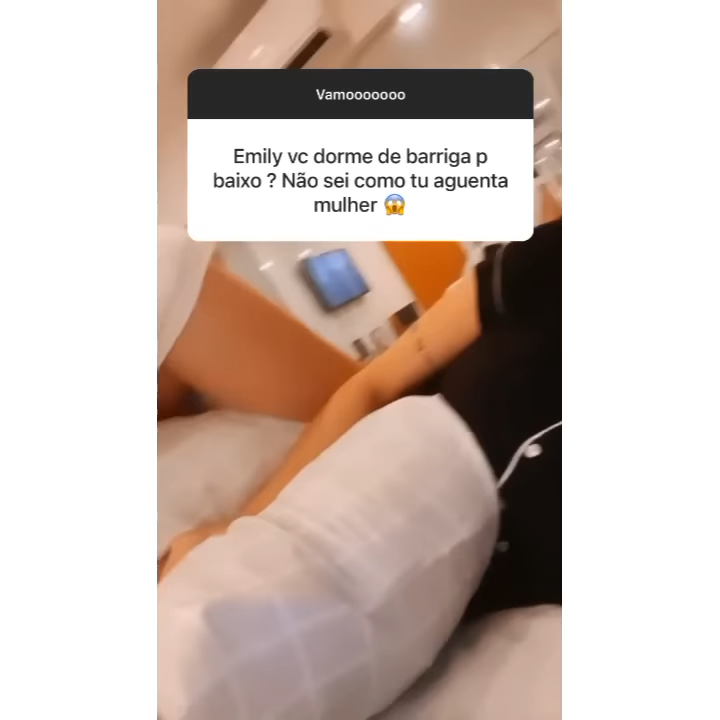 Vamooooooo
Emily vc dorme de barriga p
baixo ? Não sei como tu aguenta
mulher 😱